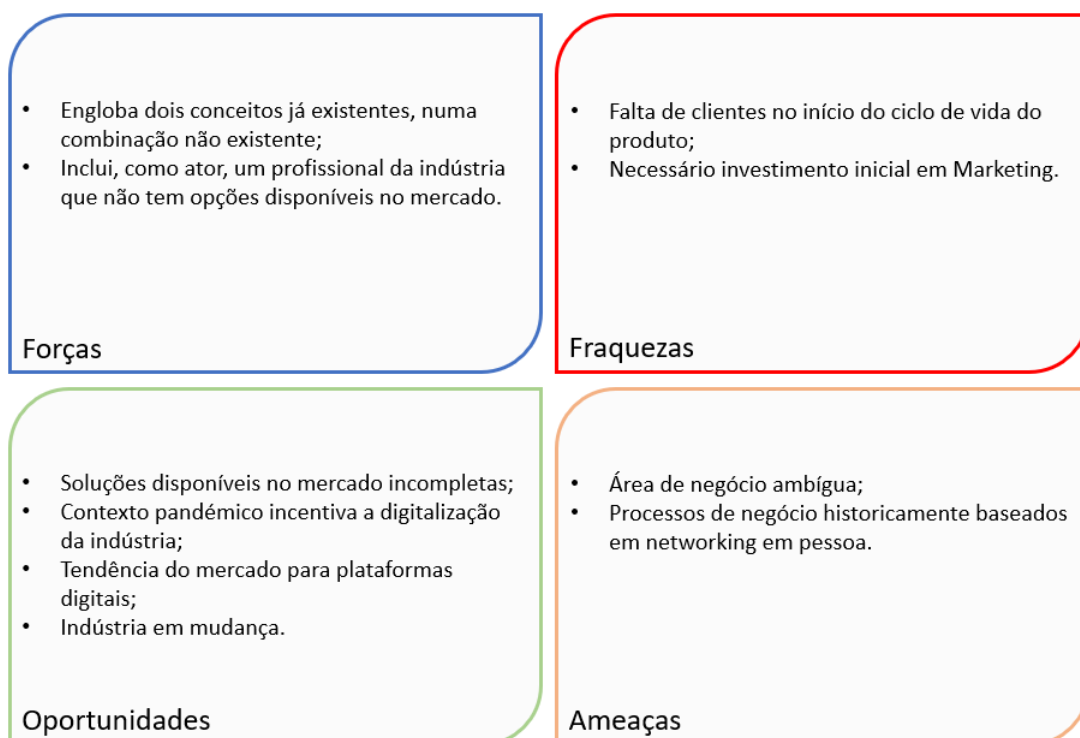 • Engloba dois conceitos já existentes, numa
combinação não existente;
• Inclui, como ator, um profissional da indústria
que não tem opções disponíveis no mercado.
Forças
• Falta de clientes no início do ciclo de vida do
produto;
• Necessário investimento inicial em Marketing.
Fraquezas
• Soluções disponíveis no mercado incompletas;
• Contexto pandémico incentiva a digitalização
da indústria;
• Tendência do mercado para plataformas
digitais;
• Indústria em mudança.
Oportunidades
• Área de negócio ambígua;
• Processos de negócio historicamente baseados
em networking em pessoa.
Ameaças